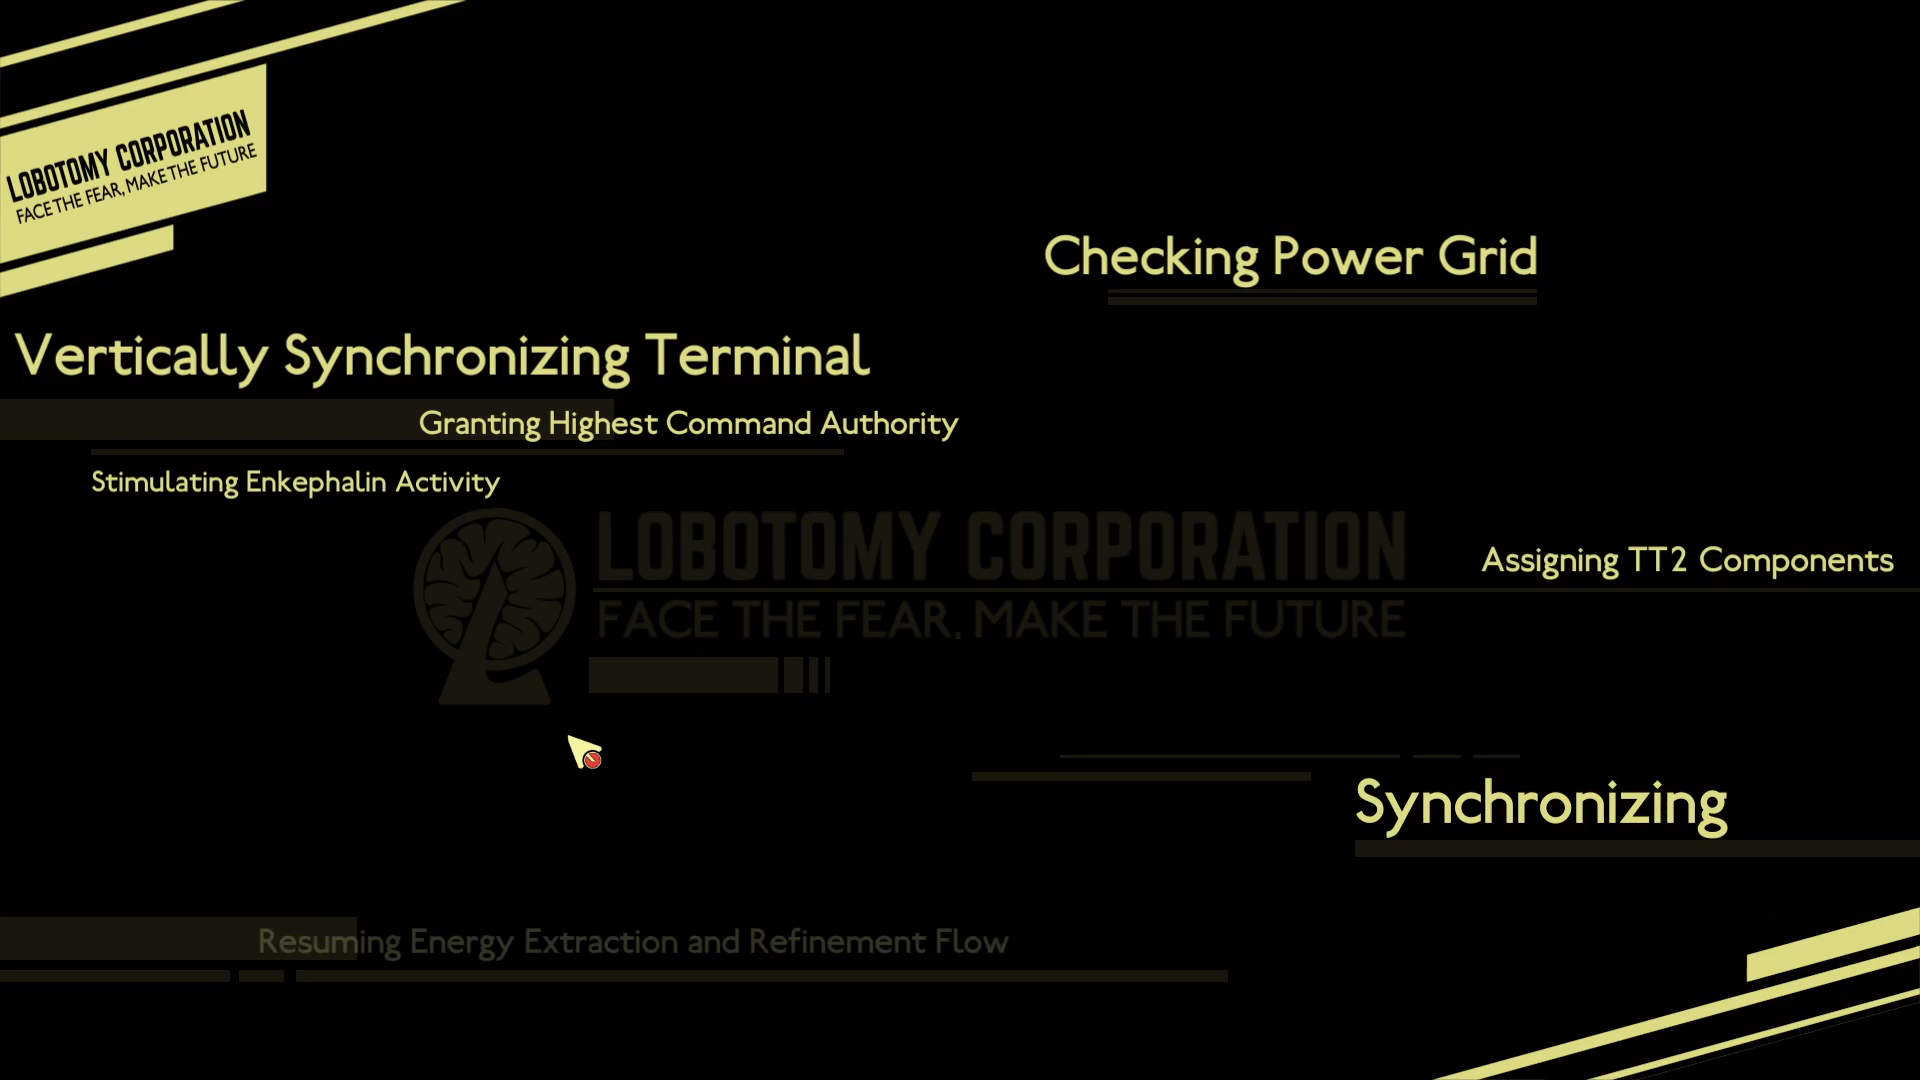 LOBOTOMY CORPORATION
FACE THE FEAR, MAKE THE FUTURE
Checking Power Grid
Vertically Synchronizing Terminal
Granting Highest Command Authority
Stimulating Enkephalin Activity
LOBOTOMY CORPORATION
FACE THE FEAR, MAKE THE FUTURE
Assigning TT2 Components
Synchronizing
Resuming Energy Extraction and Refinement Flow